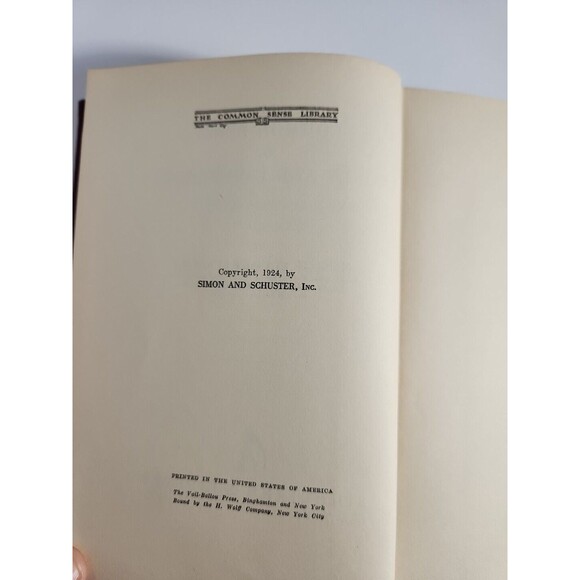 THE COMMON SENSE LIBRARY
Copyright, 1924, by
SIMON AND SCHUSTER, INC.
PRINTED IN THE UNITED STATES OF AMERICA
The Vail-Ballou Press, Binghamton and New York
Bound by the H. Wolff Company, New York City